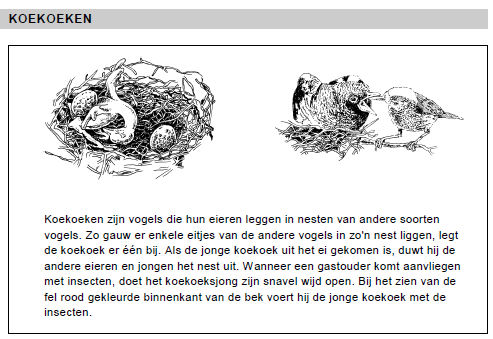 KOEKOEKEN
Koekoeken zijn vogels die hun eieren leggen in nesten van andere soorten
vogels. Zo gauw er enkele eitjes van de andere vogels in zo'n nest liggen, legt
de koekoek er één bij. Als de jonge koekoek uit het ei gekomen is, duwt hij de
andere eieren en jongen het nest uit. Wanneer een gastouder komt aanvliegen
met insecten, doet het koekoeksjong zijn snavel wijd open. Bij het zien van de
fel rood gekleurde binnenkant van de bek voert hij de jonge koekoek met de
insecten.